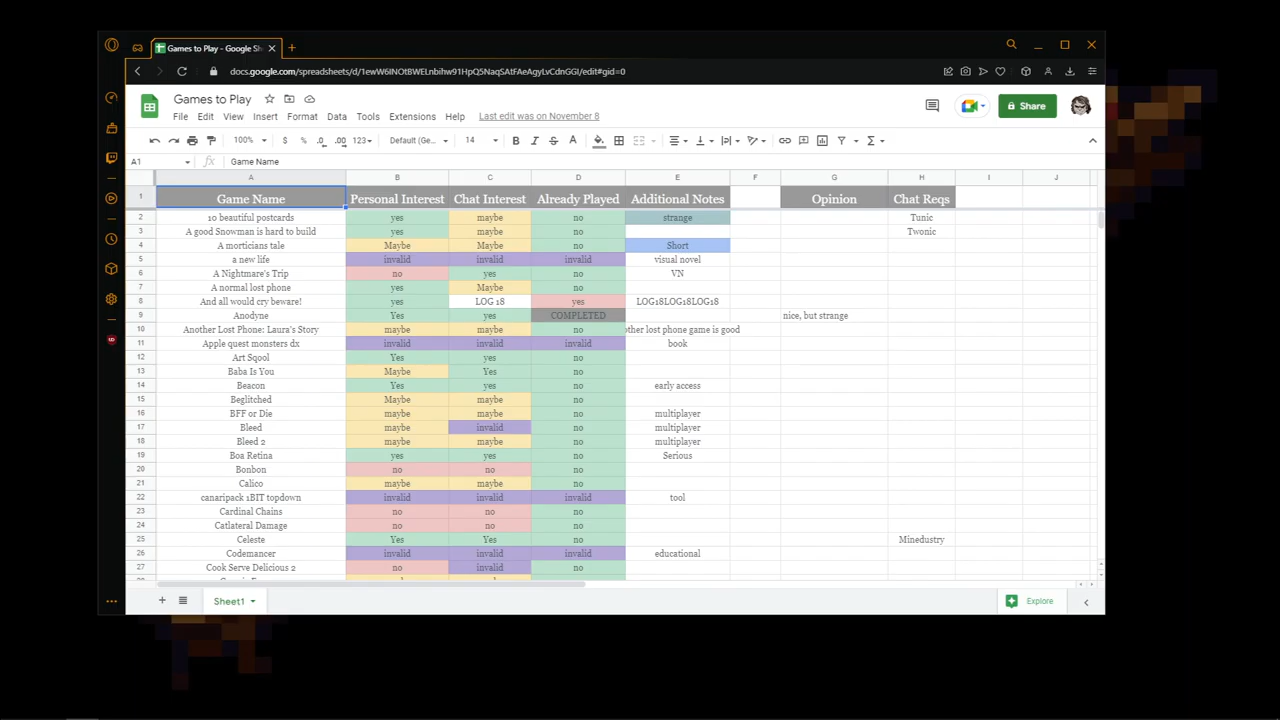 Games to Play - Google Sh
docs.google.com/spreadsheets/d/1ewW6INOtBWELnbihw91HpQ5NaqSAtFAeAgyLvCdnGGI/edit#gid=0
Games to Play
File Edit View Insert Format Data Tools Extensions Help Last edit was on November 8
Share
100% $ % .0 .00 123 Default (Ge... 14 B I S A
A1 fx Game Name
A B C D E F G H I J
1 Game Name Personal Interest Chat Interest Already Played Additional Notes Opinion Chat Reqs
2 10 beautiful postcards yes maybe no strange Tunic
3 A good Snowman is hard to build yes maybe no Twonic
4 A morticians tale Maybe Maybe no Short
5 a new life invalid invalid invalid visual novel
6 A Nightmare's Trip no yes no VN
7 A normal lost phone yes Maybe no
8 And all would cry beware! yes LOG 18 yes LOG18LOG18LOG18
9 Anodyne Yes yes COMPLETED nice, but strange
10 Another Lost Phone: Laura's Story maybe maybe no other lost phone game is good
11 Apple quest monsters dx invalid invalid invalid book
12 Art Sqool Yes yes no
13 Baba Is You Maybe yes no
14 Beacon Yes yes no early access
15 Beglitched Maybe maybe no
16 BFF or Die maybe maybe no multiplayer
17 Bleed maybe invalid no multiplayer
18 Bleed 2 maybe maybe no multiplayer
19 Boa Retina yes yes no Serious
20 Bonbon no no no
21 Calico maybe maybe no
22 canaripack 1BIT topdown invalid invalid invalid tool
23 Cardinal Chains no no no
24 Catlateral Damage no no no
25 Celeste Yes Yes no Minedustry
26 Codemancer invalid invalid invalid educational
27 Cook Serve Delicious 2 no invalid no
Sheet1
Explore